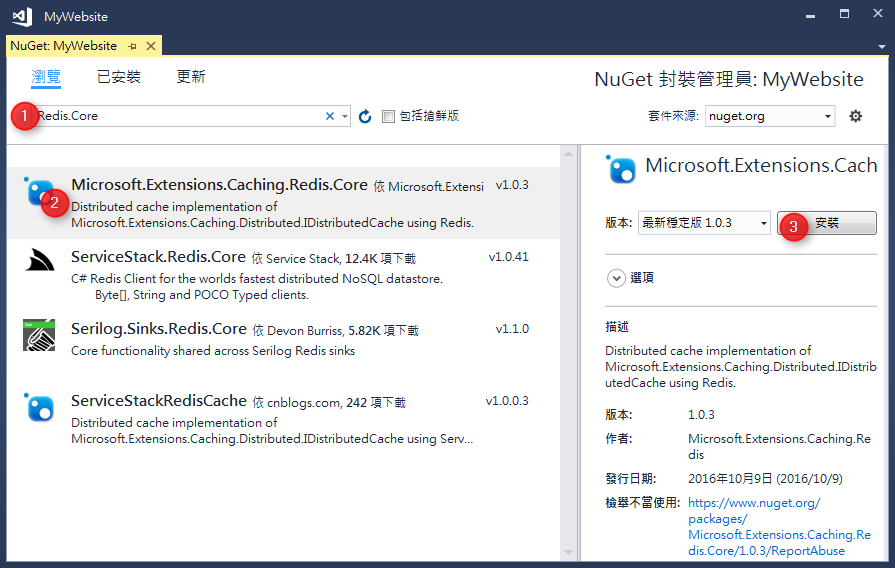 MyWebsite
NuGet: MyWebsite
瀏覽 已安裝 更新
NuGet 封裝管理員: MyWebsite
1 Redis.Core
包括搶鮮版
套件來源: nuget.org
Microsoft.Extensions.Caching.Redis.Core 依 Microsoft.Extensi v1.0.3
2
Distributed cache implementation of
Microsoft.Extensions.Caching.Distributed.IDistributedCache using Redis.
ServiceStack.Redis.Core 依 Service Stack, 12.4K 項下載 v1.0.41
C# Redis Client for the worlds fastest distributed NoSQL datastore.
Byte[], String and POCO Typed clients.
Serilog.Sinks.Redis.Core 依 Devon Burriss, 5.82K 項下載 v1.1.0
Core functionality shared across Serilog Redis sinks
ServiceStackRedisCache 依 cnblogs.com, 242 項下載 v1.0.0.3
Distributed cache implementation of
Microsoft.Extensions.Caching.Distributed.IDistributedCache using Serv...
Microsoft.Extensions.Cach
版本: 最新穩定版 1.0.3
3 安裝
選項
描述
Distributed cache implementation of
Microsoft.Extensions.Caching.Distributed.IDistrib
utedCache using Redis.
版本: 1.0.3
作者: Microsoft.Extensions.Caching.Re
dis
發行日期: 2016年10月9日 (2016/10/9)
檢舉不當使用: https://www.nuget.org/
packages/
Microsoft.Extensions.Caching.Re
dis.Core/1.0.3/ReportAbuse